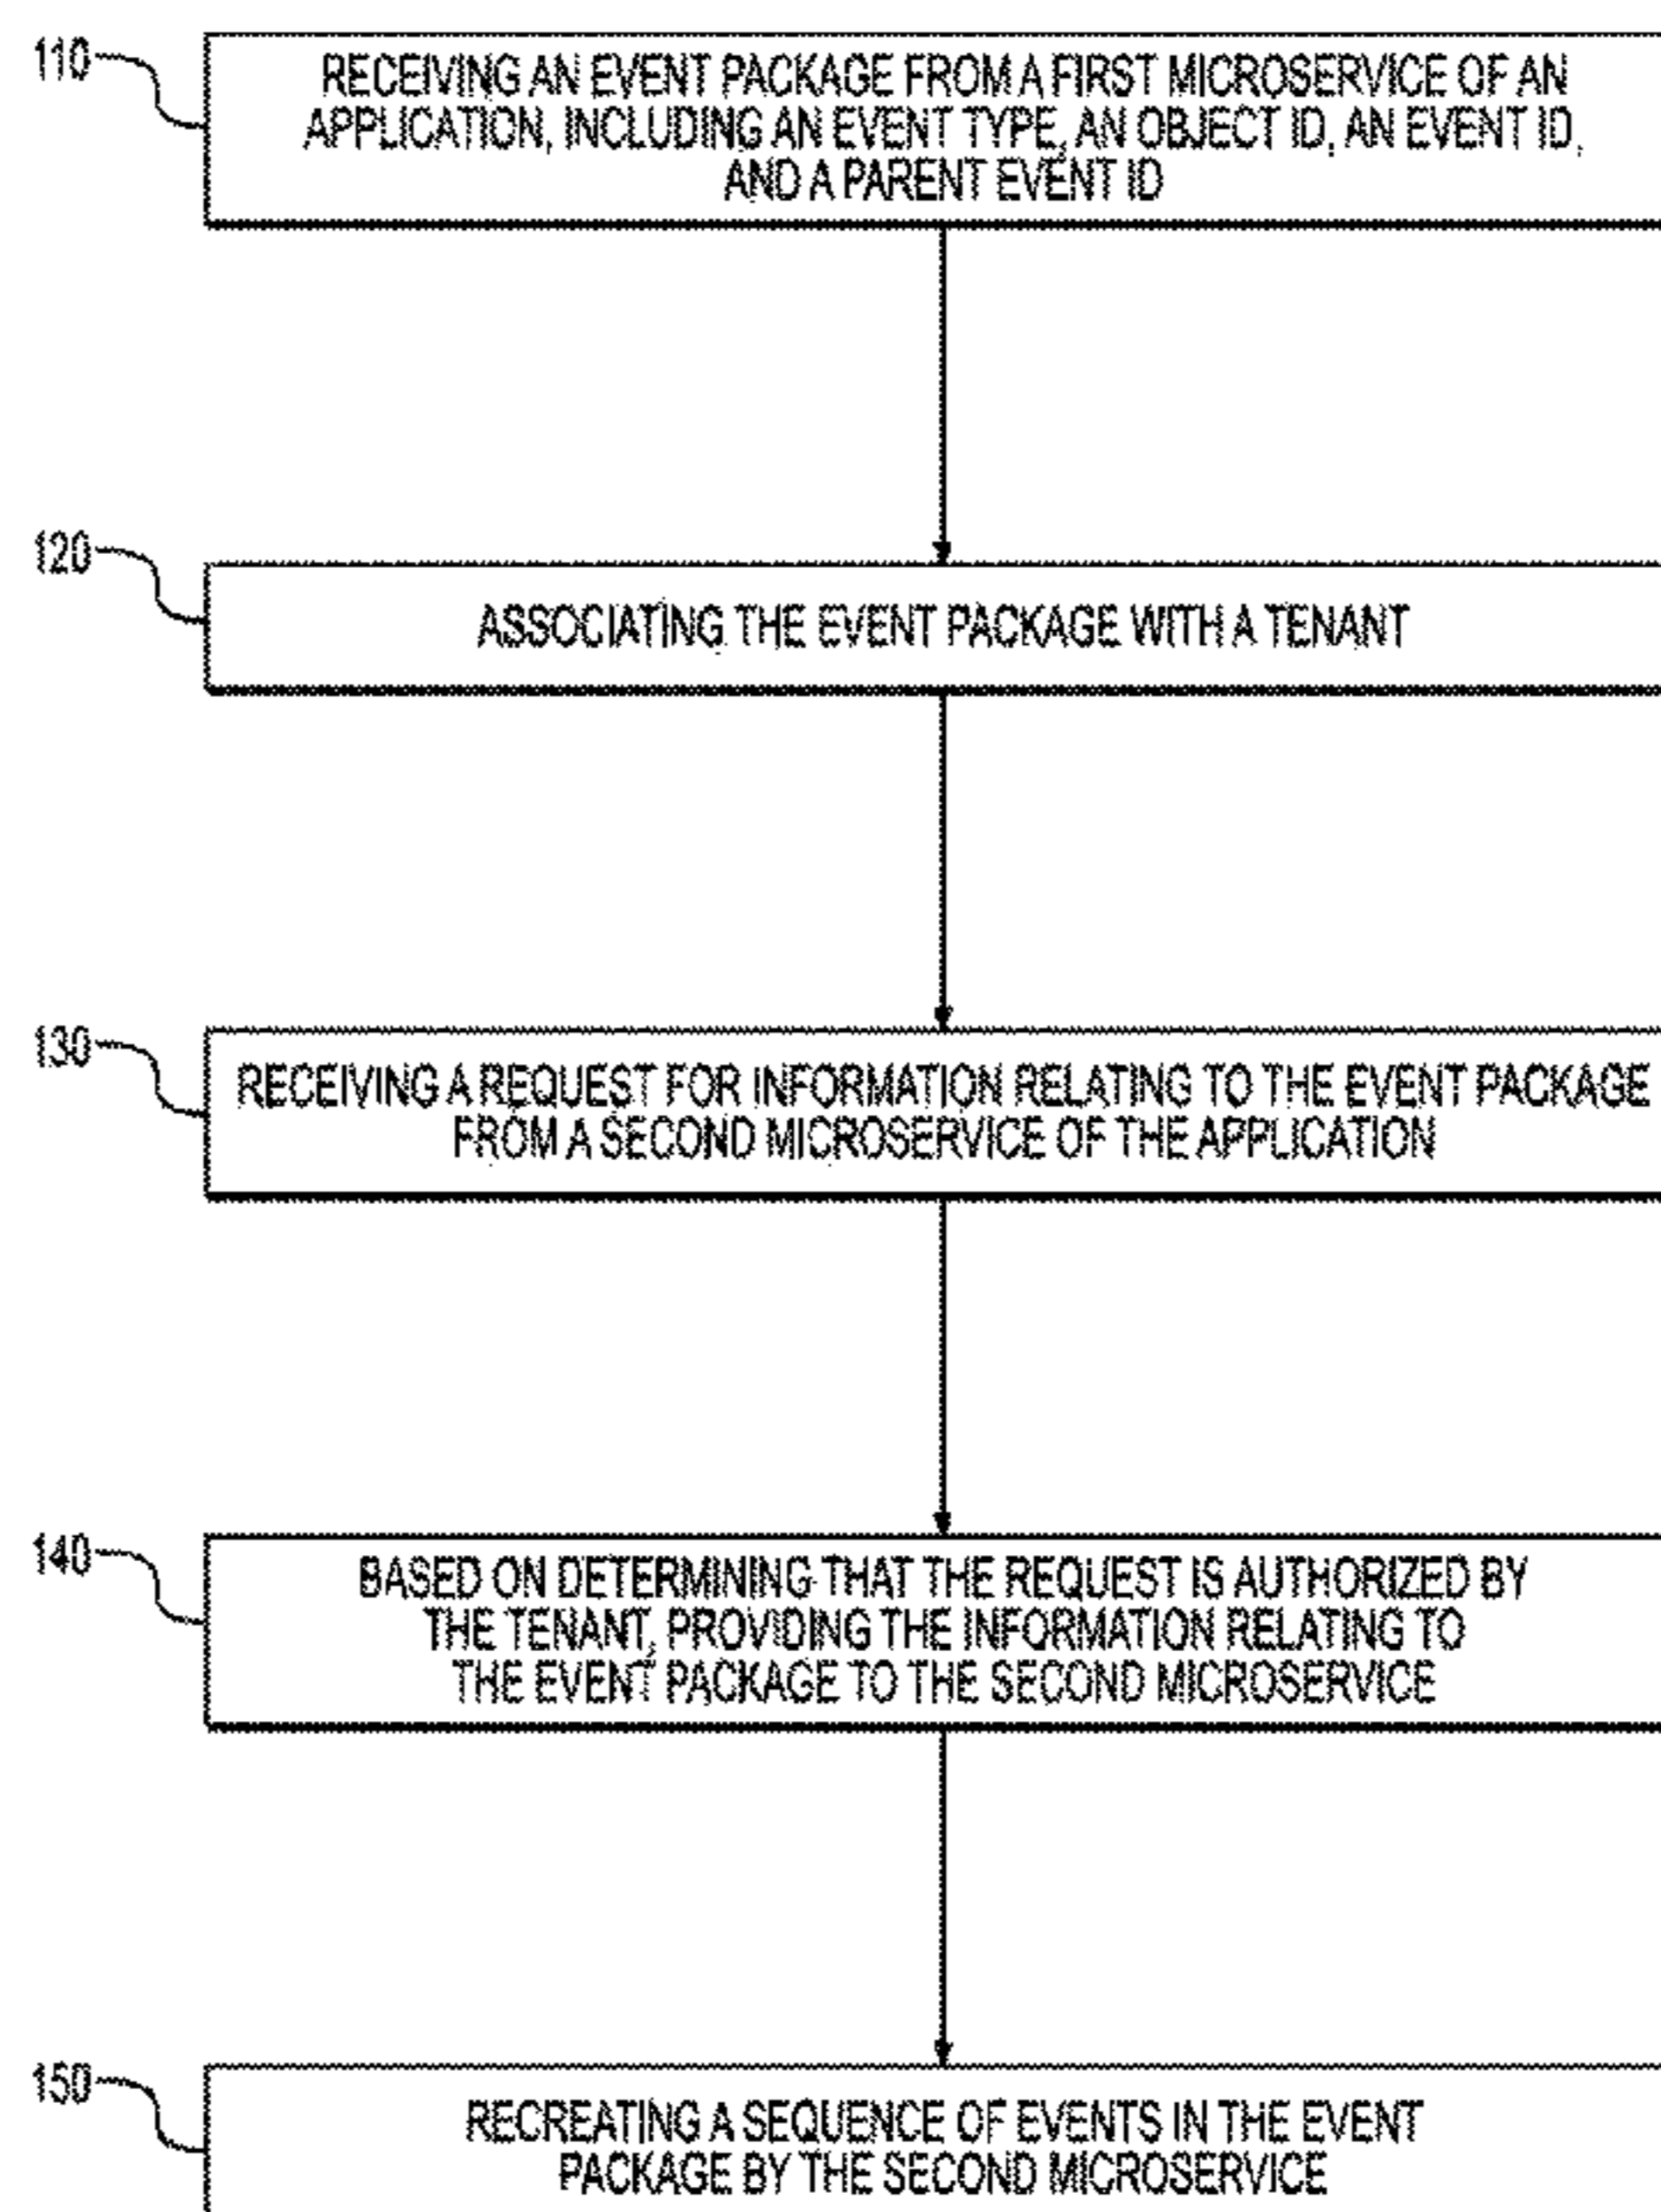 110
RECEIVING AN EVENT PACKAGE FROM A FIRST MICROSERVICE OF AN
APPLICATION, INCLUDING AN EVENT TYPE, AN OBJECT ID, AN EVENT ID,
AND A PARENT EVENT ID
120
ASSOCIATING THE EVENT PACKAGE WITH A TENANT
130
RECEIVING A REQUEST FOR INFORMATION RELATING TO THE EVENT PACKAGE
FROM A SECOND MICROSERVICE OF THE APPLICATION
140
BASED ON DETERMINING THAT THE REQUEST IS AUTHORIZED BY
THE TENANT, PROVIDING THE INFORMATION RELATING TO
THE EVENT PACKAGE TO THE SECOND MICROSERVICE
150
RECREATING A SEQUENCE OF EVENTS IN THE EVENT
PACKAGE BY THE SECOND MICROSERVICE